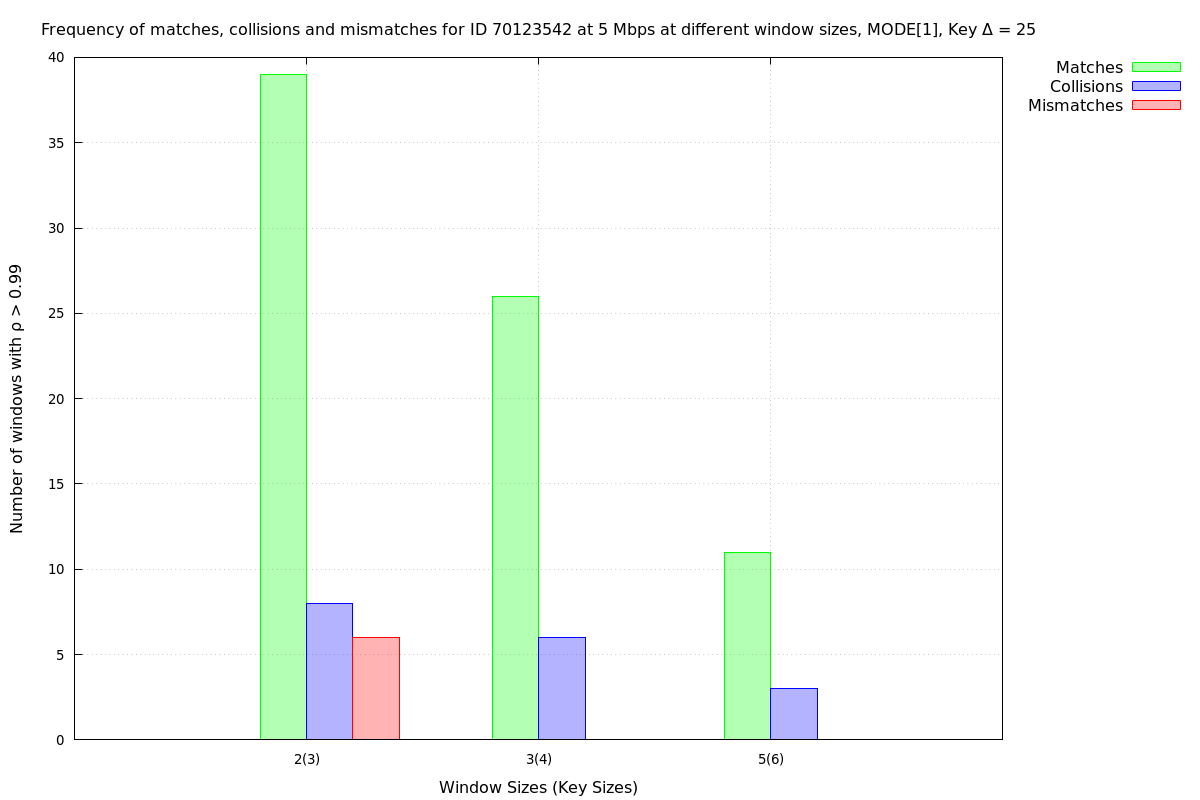 Frequency of matches, collisions and mismatches for ID 70123542 at 5 Mbps at different window sizes, MODE[1], Key Δ = 25
Matches
Collisions
Mismatches
Number of windows with ρ > 0.99
40
35
30
25
20
15
10
5
0
2(3) 3(4) 5(6)
Window Sizes (Key Sizes)